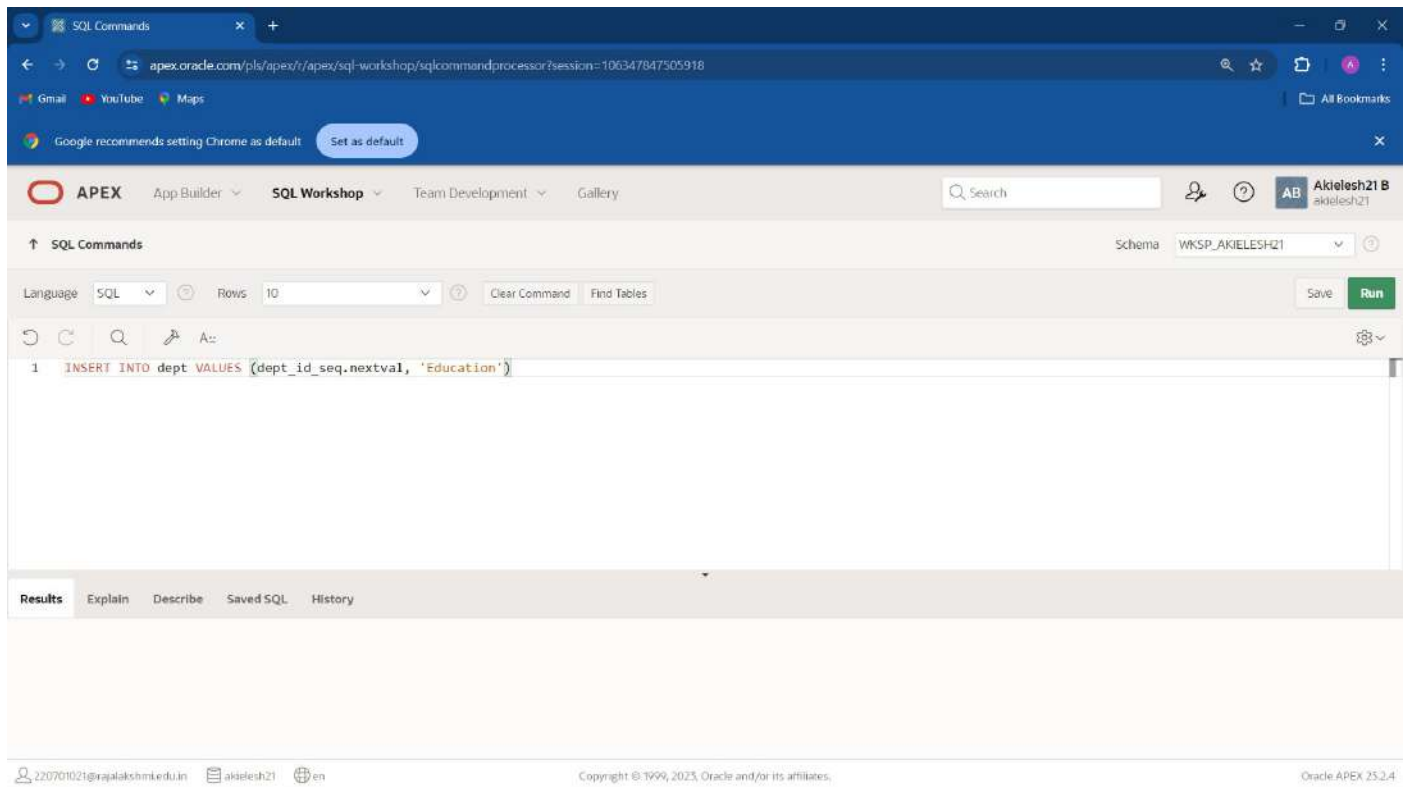 SQL Commands
apex.oracle.com/pls/apex/r/apex/sql-workshop/sqlcommandprocessor?session=106347847505918
Gmail YouTube Maps All Bookmarks
Google recommends setting Chrome as default Set as default
APEX App Builder SQL Workshop Team Development Gallery Search AB Akielesh21 B
akielesh21
SQL Commands Schema WKSP_AKIELESH21
Language SQL Rows 10 Clear Command Find Tables Save Run
1 INSERT INTO dept VALUES (dept_id_seq.nextval, 'Education')
Results Explain Describe Saved SQL History
220701021@rajalakshmi.edu.in akielesh21 en Copyright © 1999, 2023, Oracle and/or its affiliates. Oracle APEX 23.2.4